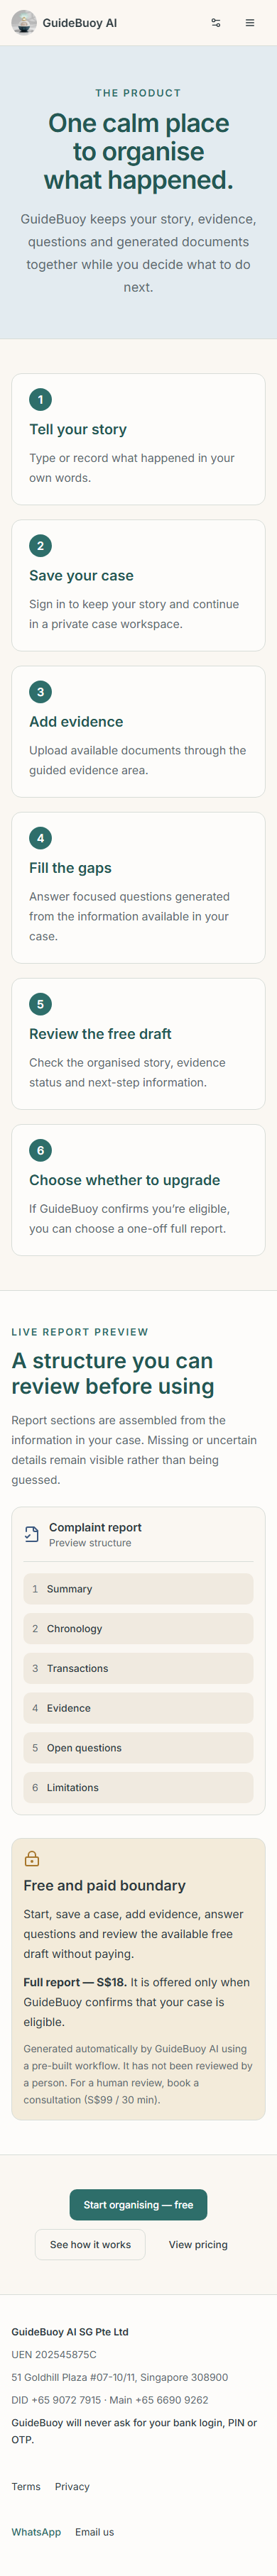 GuideBuoy AI
THE PRODUCT
One calm place
to organise
what happened.
GuideBuoy keeps your story, evidence,
questions and generated documents
together while you decide what to do
next.
1
Tell your story
Type or record what happened in your
own words.
2
Save your case
Sign in to keep your story and continue
in a private case workspace.
3
Add evidence
Upload available documents through the
guided evidence area.
4
Fill the gaps
Answer focused questions generated
from the information available in your
case.
5
Review the free draft
Check the organised story, evidence
status and next-step information.
6
Choose whether to upgrade
If GuideBuoy confirms you’re eligible,
you can choose a one-off full report.
LIVE REPORT PREVIEW
A structure you can
review before using
Report sections are assembled from the
information in your case. Missing or uncertain
details remain visible rather than being
guessed.
Complaint report
Preview structure
1 Summary
2 Chronology
3 Transactions
4 Evidence
5 Open questions
6 Limitations
Free and paid boundary
Start, save a case, add evidence, answer
questions and review the available free
draft without paying.
Full report — S$18. It is offered only when
GuideBuoy confirms that your case is
eligible.
Generated automatically by GuideBuoy AI using
a pre-built workflow. It has not been reviewed by
a person. For a human review, book a
consultation (S$99 / 30 min).
Start organising — free
See how it works View pricing
GuideBuoy AI SG Pte Ltd
UEN 202545875C
51 Goldhill Plaza #07-10/11, Singapore 308900
DID +65 9072 7915 · Main +65 6690 9262
GuideBuoy will never ask for your bank login, PIN or
OTP.
Terms Privacy
WhatsApp Email us